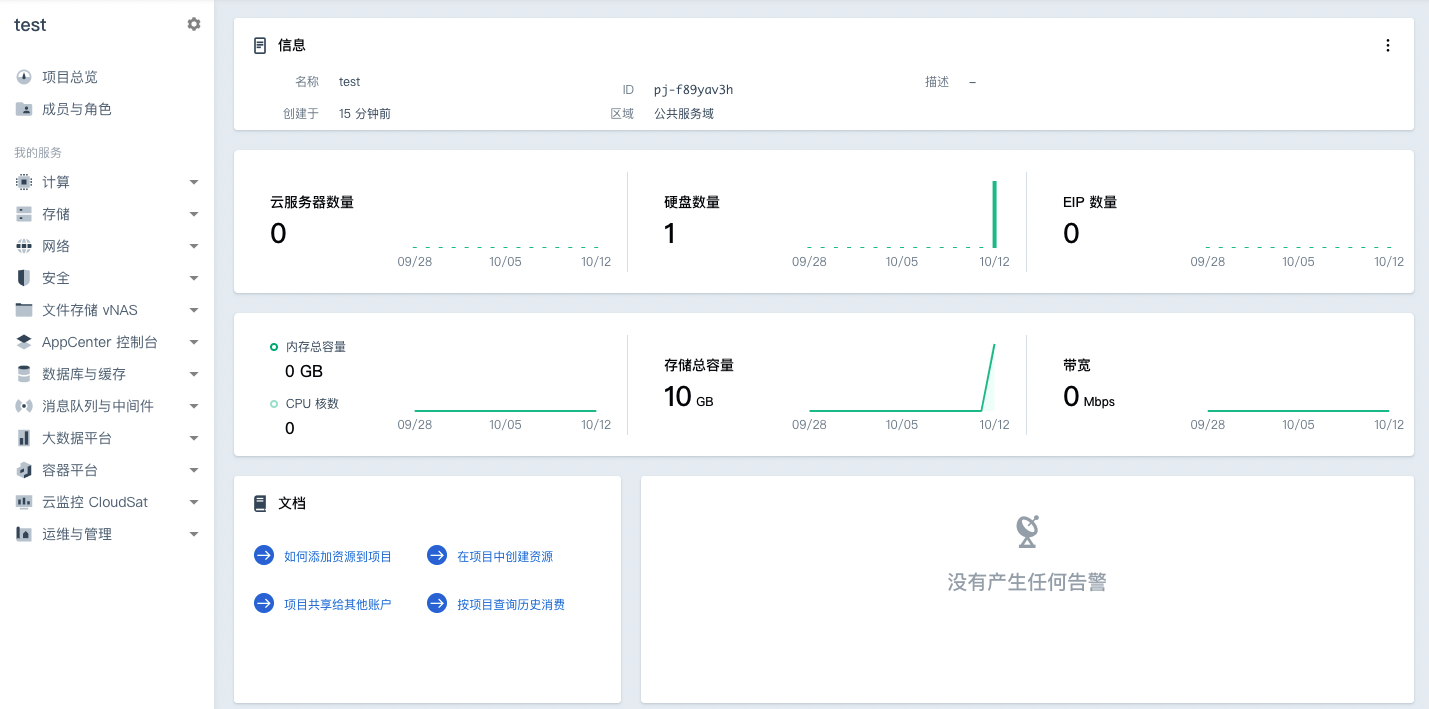 test
项目总览
成员与角色
我的服务
计算
存储
网络
安全
文件存储 vNAS
AppCenter 控制台
数据库与缓存
消息队列与中间件
大数据平台
容器平台
云监控 CloudSat
运维与管理
信息
名称 test
ID pj-f89yav3h
描述 –
创建于 15 分钟前
区域 公共服务域
云服务器数量
0
09/28 10/05 10/12
硬盘数量
1
09/28 10/05 10/12
EIP 数量
0
09/28 10/05 10/12
内存总容量
0 GB
CPU 核数
0
09/28 10/05 10/12
存储总容量
10 GB
09/28 10/05 10/12
带宽
0 Mbps
09/28 10/05 10/12
文档
如何添加资源到项目
在项目中创建资源
项目共享给其他账户
按项目查询历史消费
没有产生任何告警